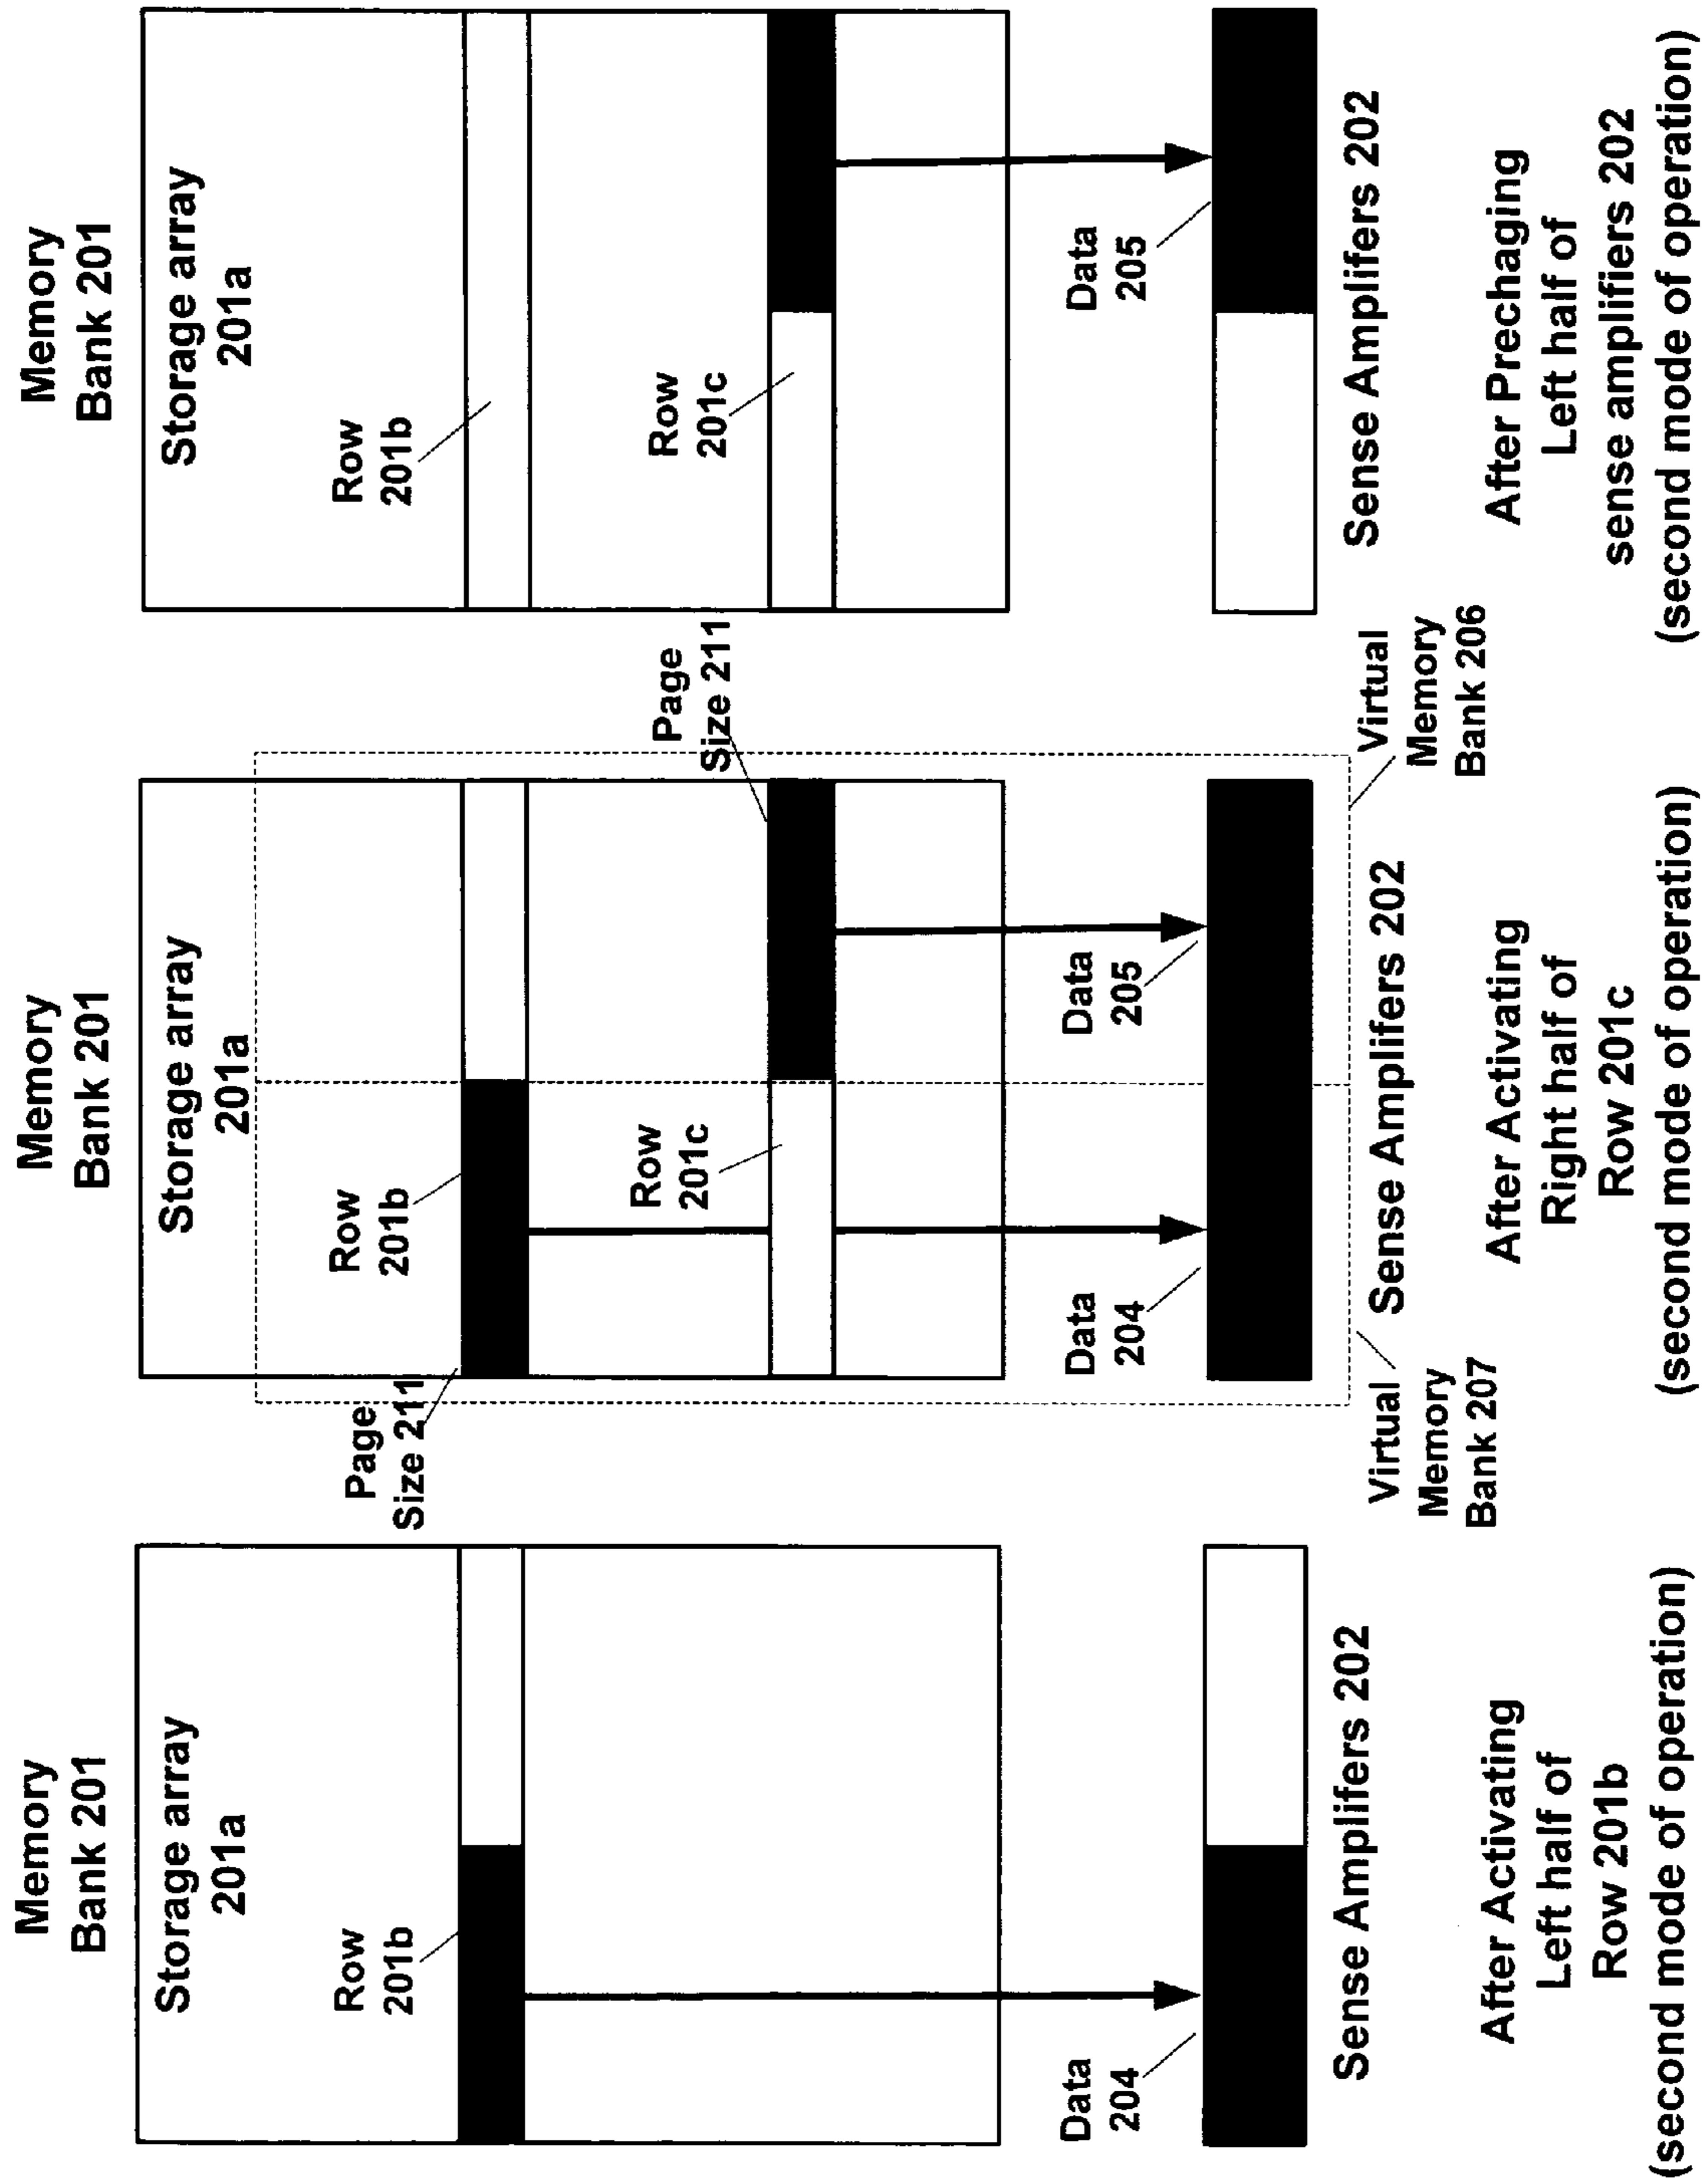 Memory
Bank 201
Storage array
201a
Row
201b
Data
204
Sense Amplifers 202
After Activating
Left half of
Row 201b
(second mode of operation)
Memory
Bank 201
Storage array
201a
Page
Size 211
Row
201b
Row
201c
Page
Size 211
Data
204
Data
205
Sense Amplifers 202
Virtual
Memory
Bank 207
Virtual
Memory
Bank 206
After Activating
Right half of
Row 201c
(second mode of operation)
Memory
Bank 201
Storage array
201a
Row
201b
Row
201c
Data
205
Sense Amplifers 202
After Prechaging
Left half of
sense amplifiers 202
(second mode of operation)